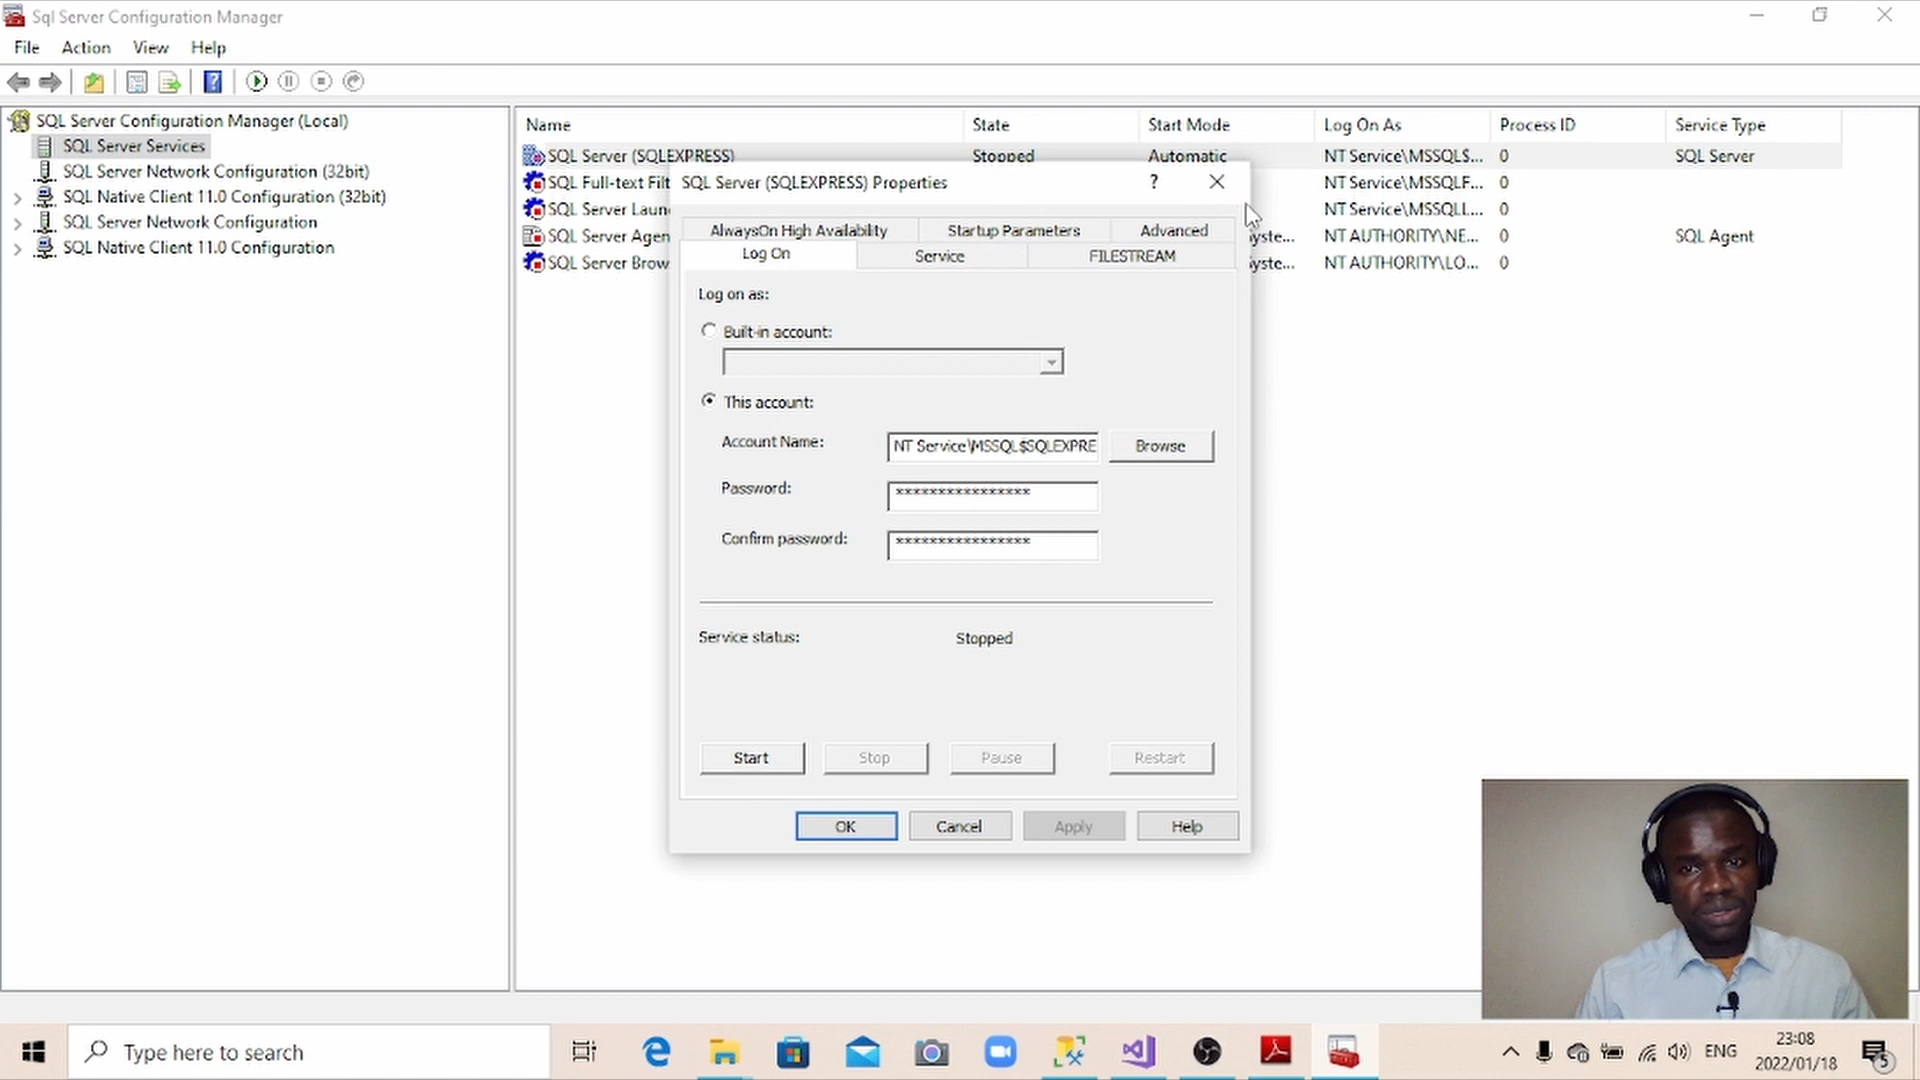 Sql Server Configuration Manager
File Action View Help
SQL Server Configuration Manager (Local)
SQL Server Services
SQL Server Network Configuration (32bit)
SQL Native Client 11.0 Configuration (32bit)
SQL Server Network Configuration
SQL Native Client 11.0 Configuration
Name State Start Mode Log On As Process ID Service Type
SQL Server (SQLEXPRESS) Stopped Automatic NT Service\MSSQL$... 0 SQL Server
SQL Full-text Filt NT Service\MSSQLF... 0
SQL Server Laun NT Service\MSSQLL... 0
SQL Server Agen yste... NT AUTHORITY\NE... 0 SQL Agent
SQL Server Brow yste... NT AUTHORITY\LO... 0
SQL Server (SQLEXPRESS) Properties ?
AlwaysOn High Availability Startup Parameters Advanced
Log On Service FILESTREAM
Log on as:
Built-in account:
This account:
Account Name: NT Service\MSSQL$SQLEXPRE Browse
Password: ****************
Confirm password: ****************
Service status: Stopped
Start Stop Pause Restart
OK Cancel Apply Help
Type here to search
ENG
23:08
2022/01/18
5